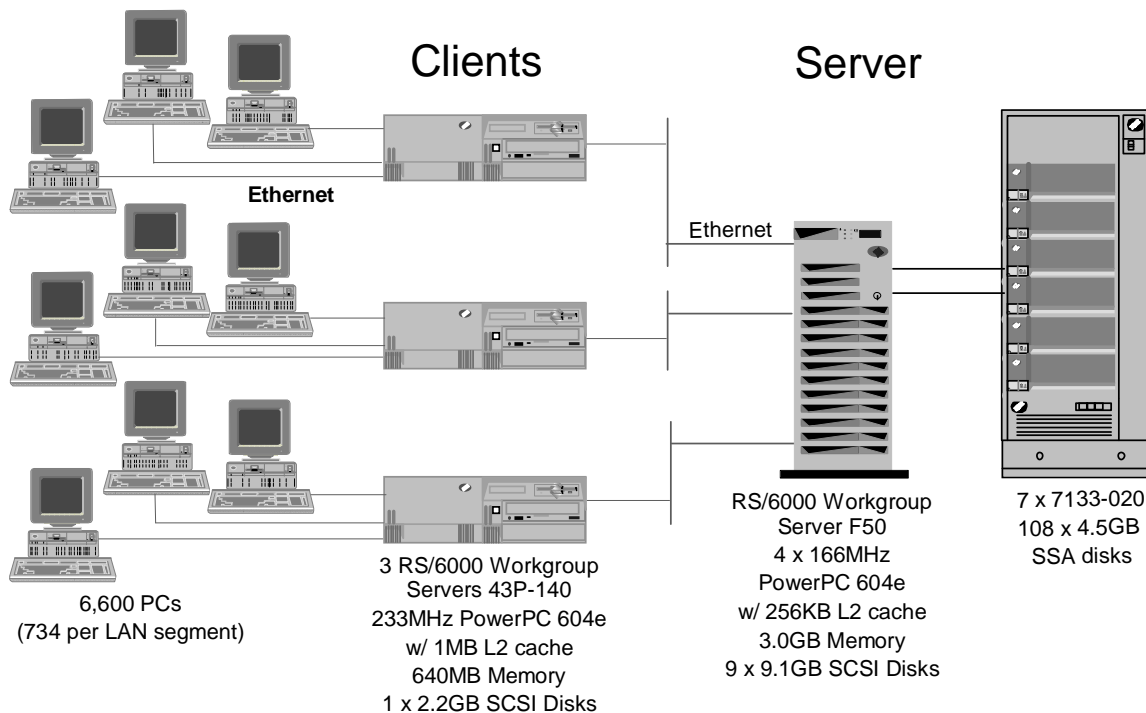 Clients
Server
Ethernet
Ethernet
6,600 PCs
(734 per LAN segment)
3 RS/6000 Workgroup
Servers 43P-140
233MHz PowerPC 604e
w/ 1MB L2 cache
640MB Memory
1 x 2.2GB SCSI Disks
RS/6000 Workgroup
Server F50
4 x 166MHz
PowerPC 604e
w/ 256KB L2 cache
3.0GB Memory
9 x 9.1GB SCSI Disks
7 x 7133-020
108 x 4.5GB
SSA disks